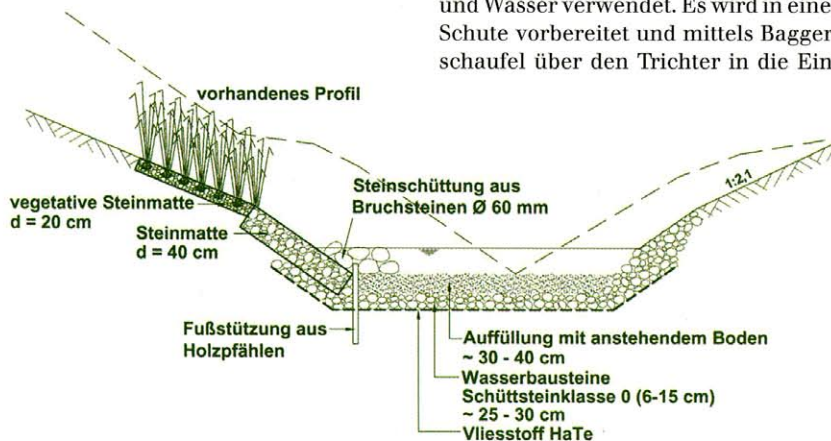 und Wasser verwendet. Es wird in eine
Schute vorbereitet und mittels Bagger
schaufel über den Trichter in die Ein
vorhandenes Profil
1:2,1
vegetative Steinmatte
d = 20 cm
Steinmatte
d = 40 cm
Steinschüttung aus
Bruchsteinen Ø 60 mm
Fußstützung aus
Holzpfählen
Auffüllung mit anstehendem Boden
~ 30 - 40 cm
Wasserbausteine
Schüttsteinklasse 0 (6-15 cm)
~ 25 - 30 cm
Vliesstoff HaTe